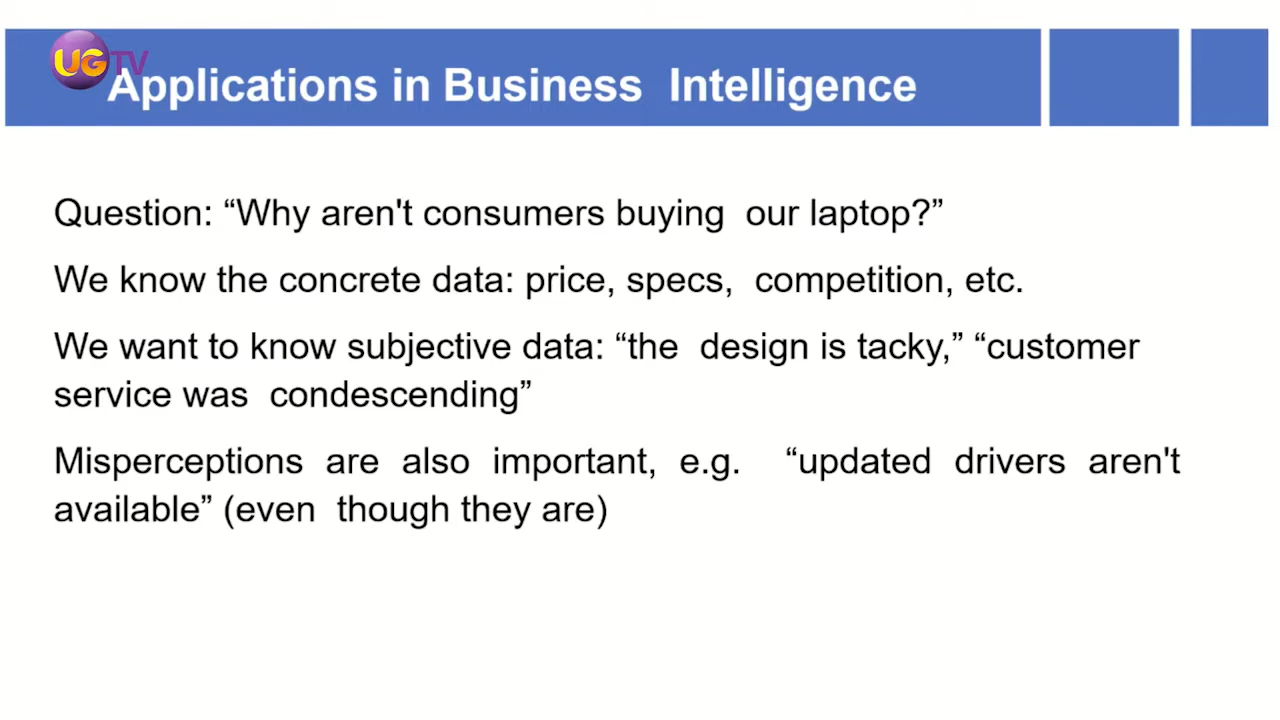 UGTV
Applications in Business Intelligence
Question: “Why aren't consumers buying our laptop?”
We know the concrete data: price, specs, competition, etc.
We want to know subjective data: “the design is tacky,” “customer
service was condescending”
Misperceptions are also important, e.g. “updated drivers aren't
available” (even though they are)